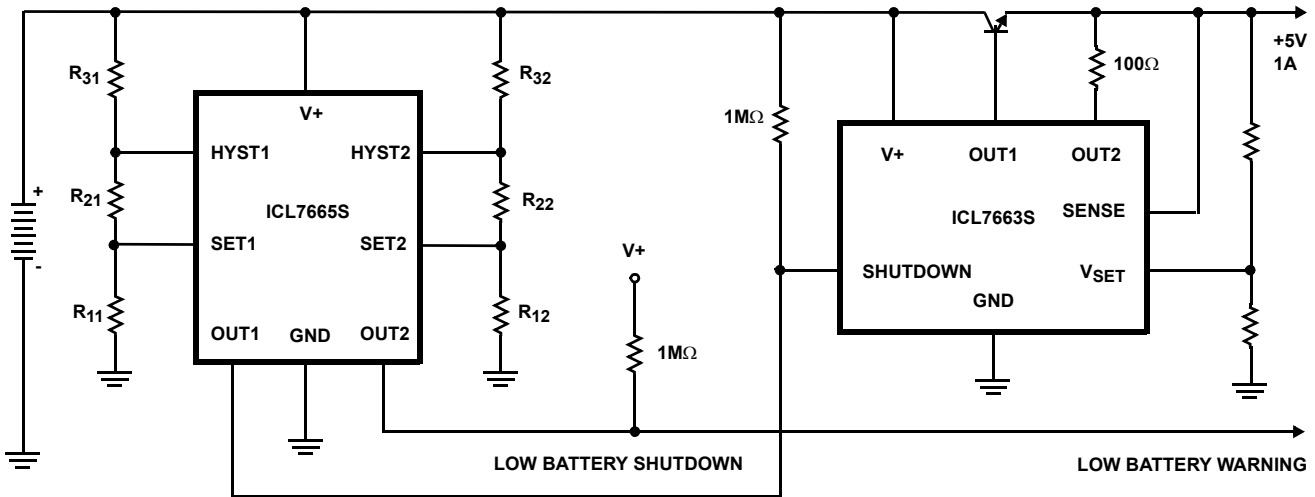 +5V
1A
R31
R32
100Ω
1MΩ
V+
HYST1
HYST2
V+
OUT1
OUT2
R21
R22
+
ICL7665S
ICL7663S
SENSE
SET1
SET2
V+
-
SHUTDOWN
VSET
GND
R11
R12
OUT1
GND
OUT2
1MΩ
LOW BATTERY SHUTDOWN
LOW BATTERY WARNING